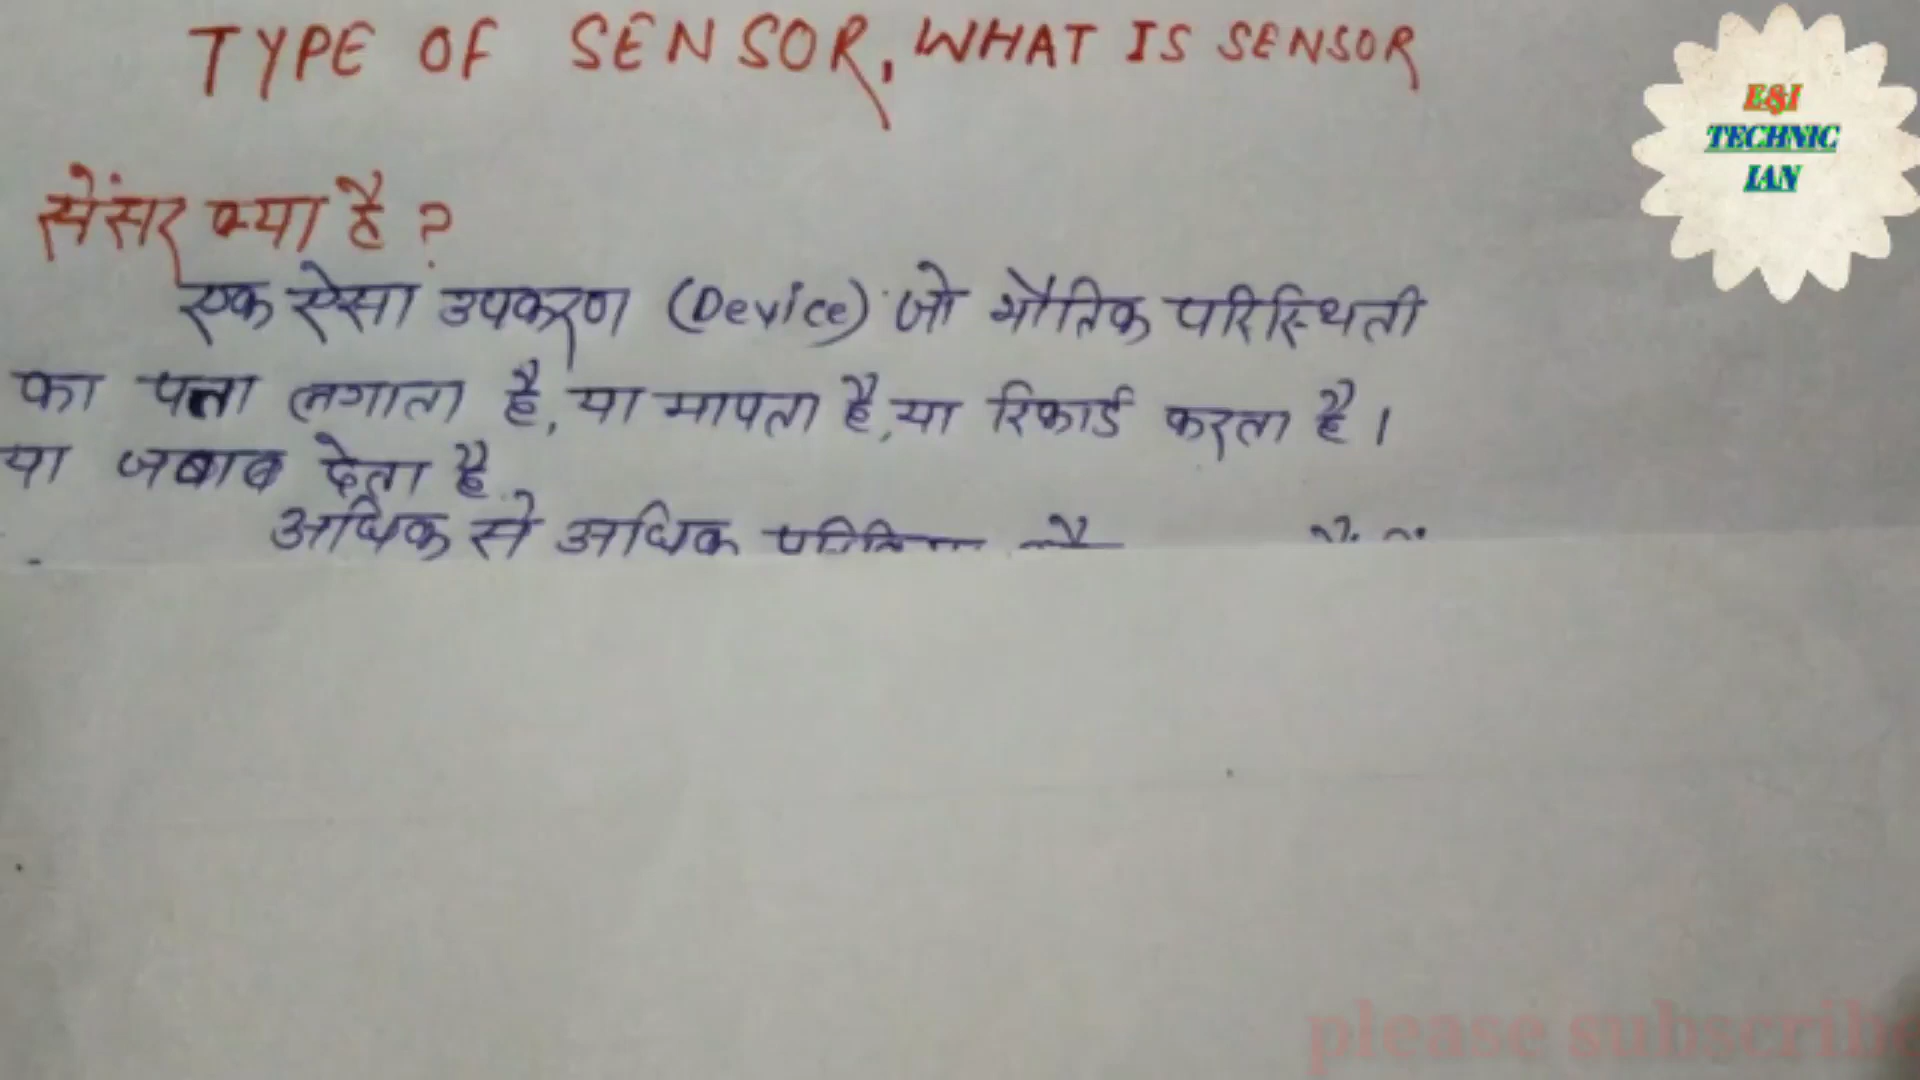 TYPE OF SENSOR, WHAT IS SENSOR
E&I
TECHNIC
IAN
सेंसर क्या है ?
एक ऐसा उपकरण (Device) जो भौतिक परिस्थिती
का पता लगाता है, या मापता है, या रिकार्ड करता है।
या जबाब देता है
अधिक से अधिक
please subscribe